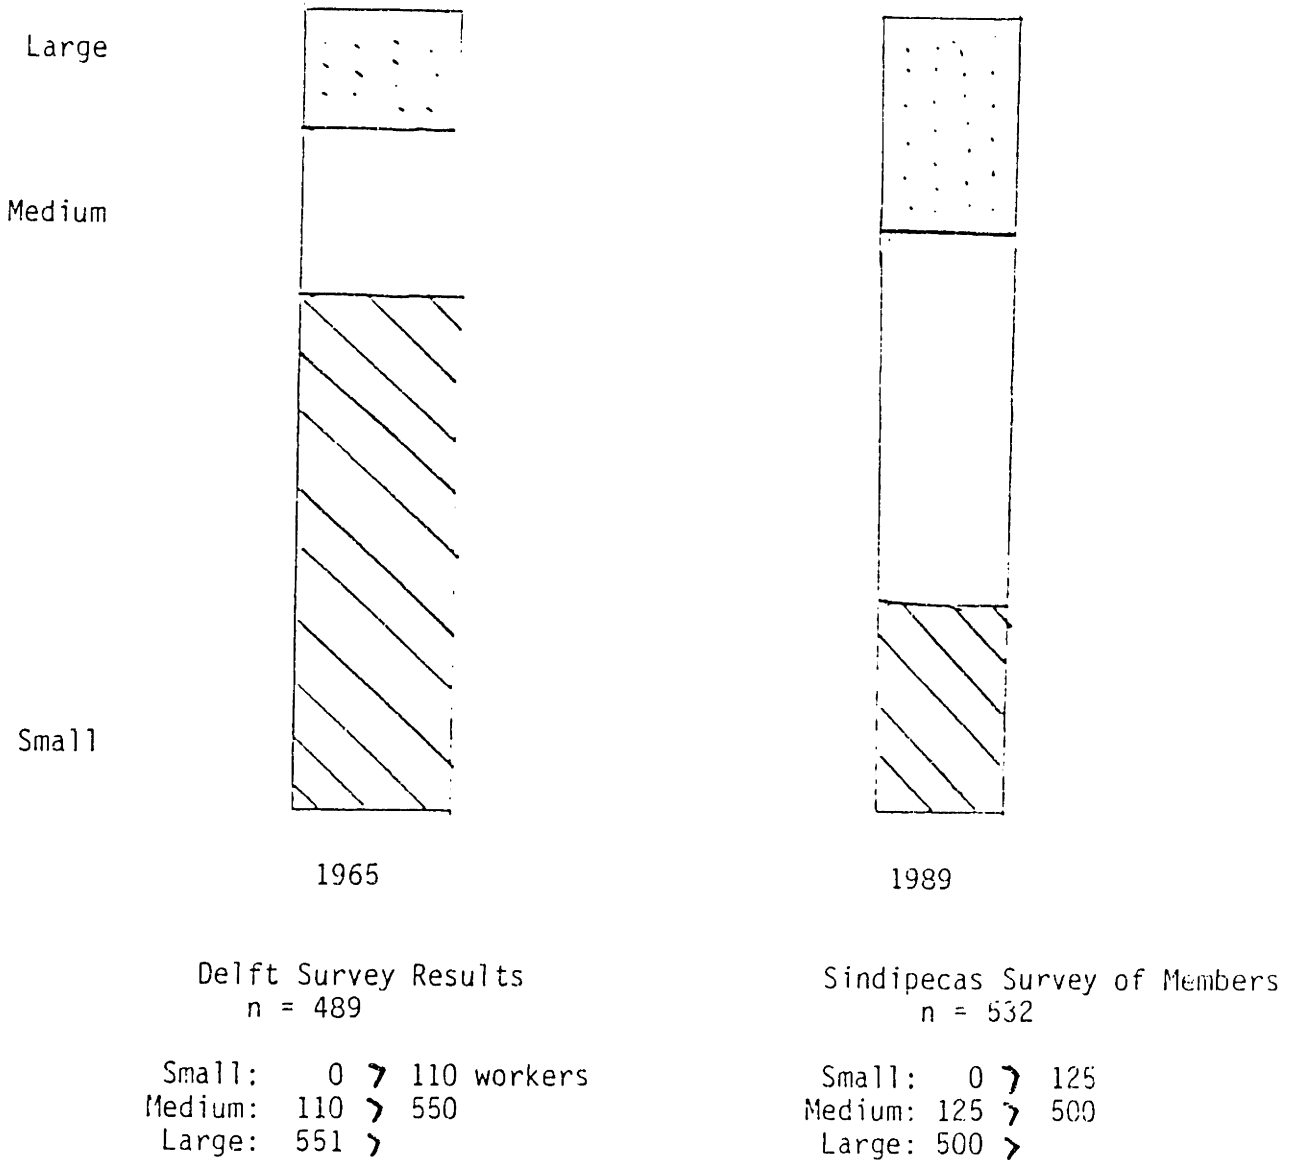 Large
Medium
Small
1965
1989
Delft Survey Results
n = 489
Small: 0 > 110 workers
Medium: 110 > 550
Large: 551 >
Sindipecas Survey of Members
n = 532
Small: 0 > 125
Medium: 125 > 500
Large: 500 >